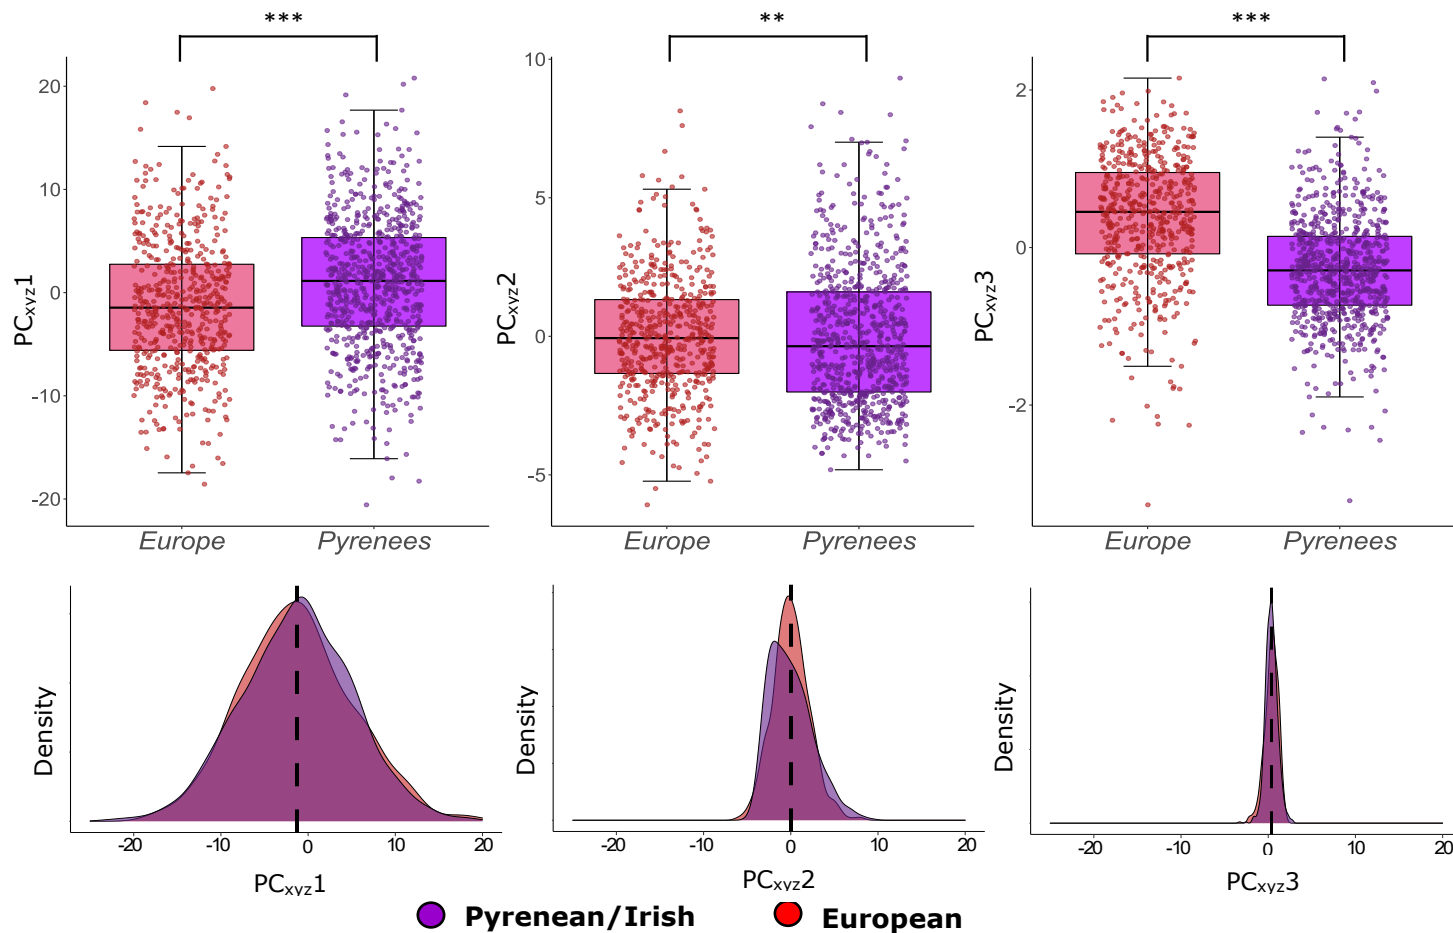 *** ** ***
20
10
0
-10
-20
PCxyz1
Europe Pyrenees
10
5
0
-5
PCxyz2
Europe Pyrenees
2
0
-2
PCxyz3
Europe Pyrenees
Density
-20 -10 0 10 20
PCxyz1
Density
-20 -10 0 10 20
PCxyz2
Density
-20 -10 0 10 20
PCxyz3
Pyrenean/Irish European